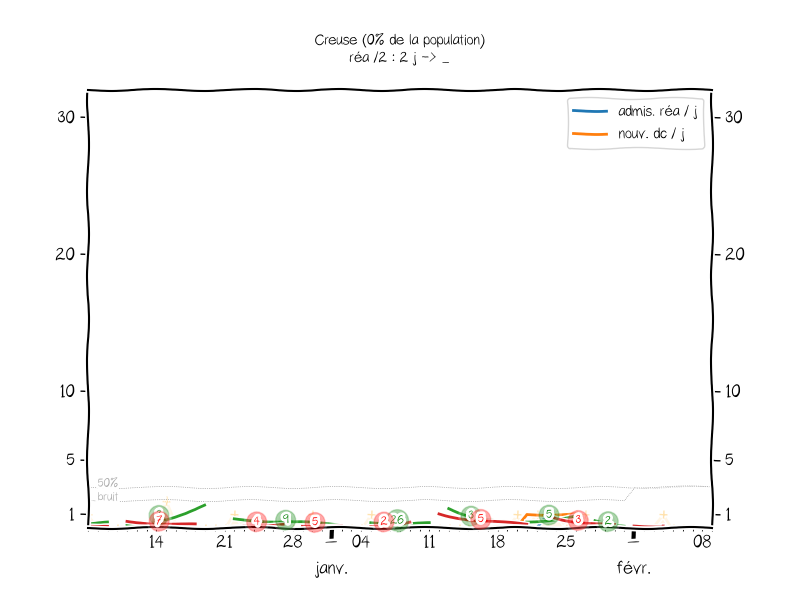 Creuse (0% de la population)
réa /2 : 2 j -> _
admis. réa / j
nouv. dc / j
30 30
20 20
10 10
5 5
50%
bruit
1 1
7 4 9 5 2 26 3 5 5 3 2
14 21 28 04 11 18 25 08
janv. févr.